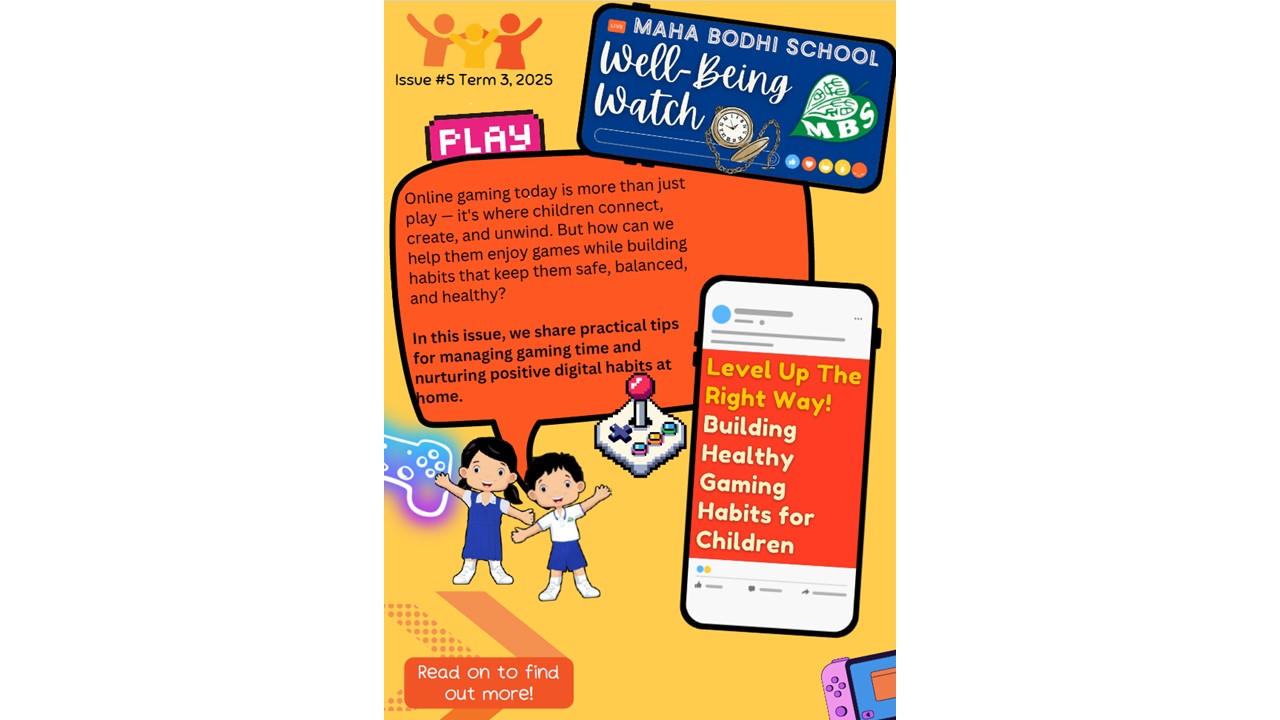 Issue #5 Term 3, 2025
LIVE
MAHA BODHI SCHOOL
Well-Being
Watch
MBS
PLAY
Online gaming today is more than just
play — it's where children connect,
create, and unwind. But how can we
help them enjoy games while building
habits that keep them safe, balanced,
and healthy?
In this issue, we share practical tips
for managing gaming time and
nurturing positive digital habits at
home.
Level Up The
Right Way!
Building
Healthy
Gaming
Habits for
Children
Read on to find
out more!